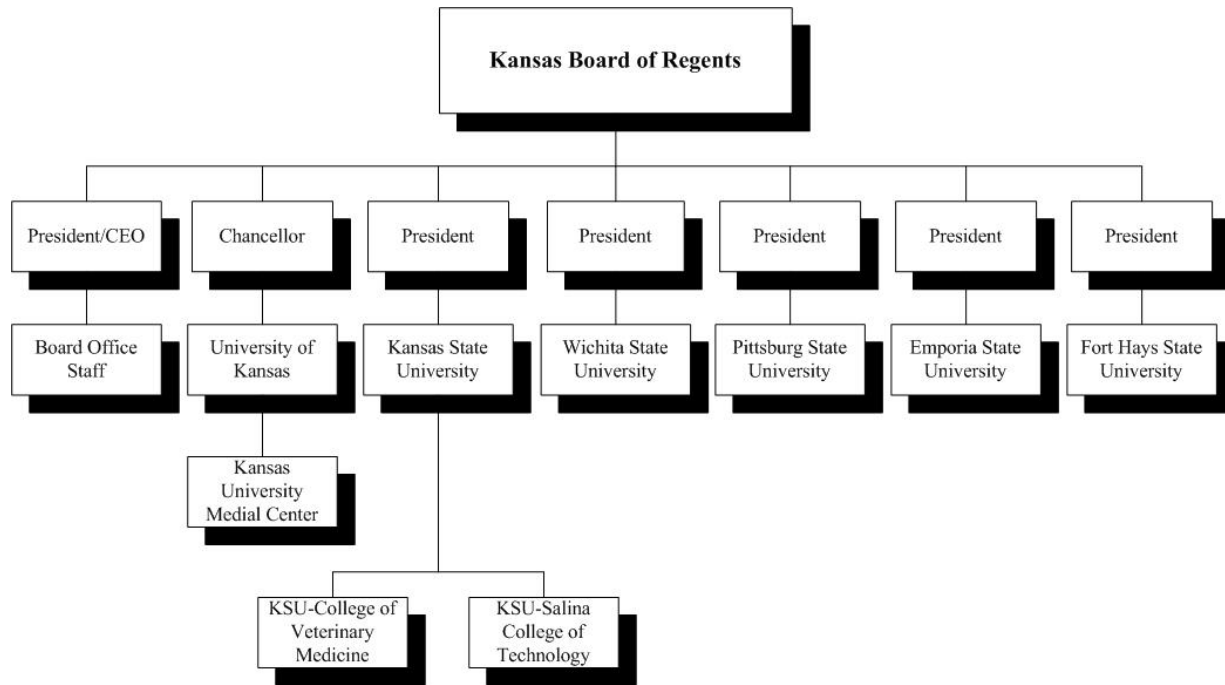 Kansas Board of Regents
President/CEO
Chancellor
President
President
President
President
President
Board Office
Staff
University of
Kansas
Kansas State
University
Wichita State
University
Pittsburg State
University
Emporia State
University
Fort Hays State
University
Kansas
University
Medial Center
KSU-College of
Veterinary
Medicine
KSU-Salina
College of
Technology